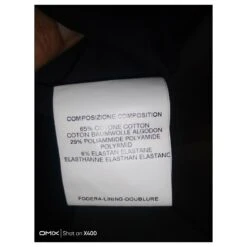 COMPOSIZIONE COMPOSITION
65% COTONE COTTON
COTON BAUMWOLLE ALGODON
29% POLIAMMIDE POLYAMIDE
POLYAMID
6% ELASTAN ELASTANE
ELASTHANNE ELASTHAN ELASTANO
FODERA-LINING-DOUBLURE
OMIX | Shot on X400